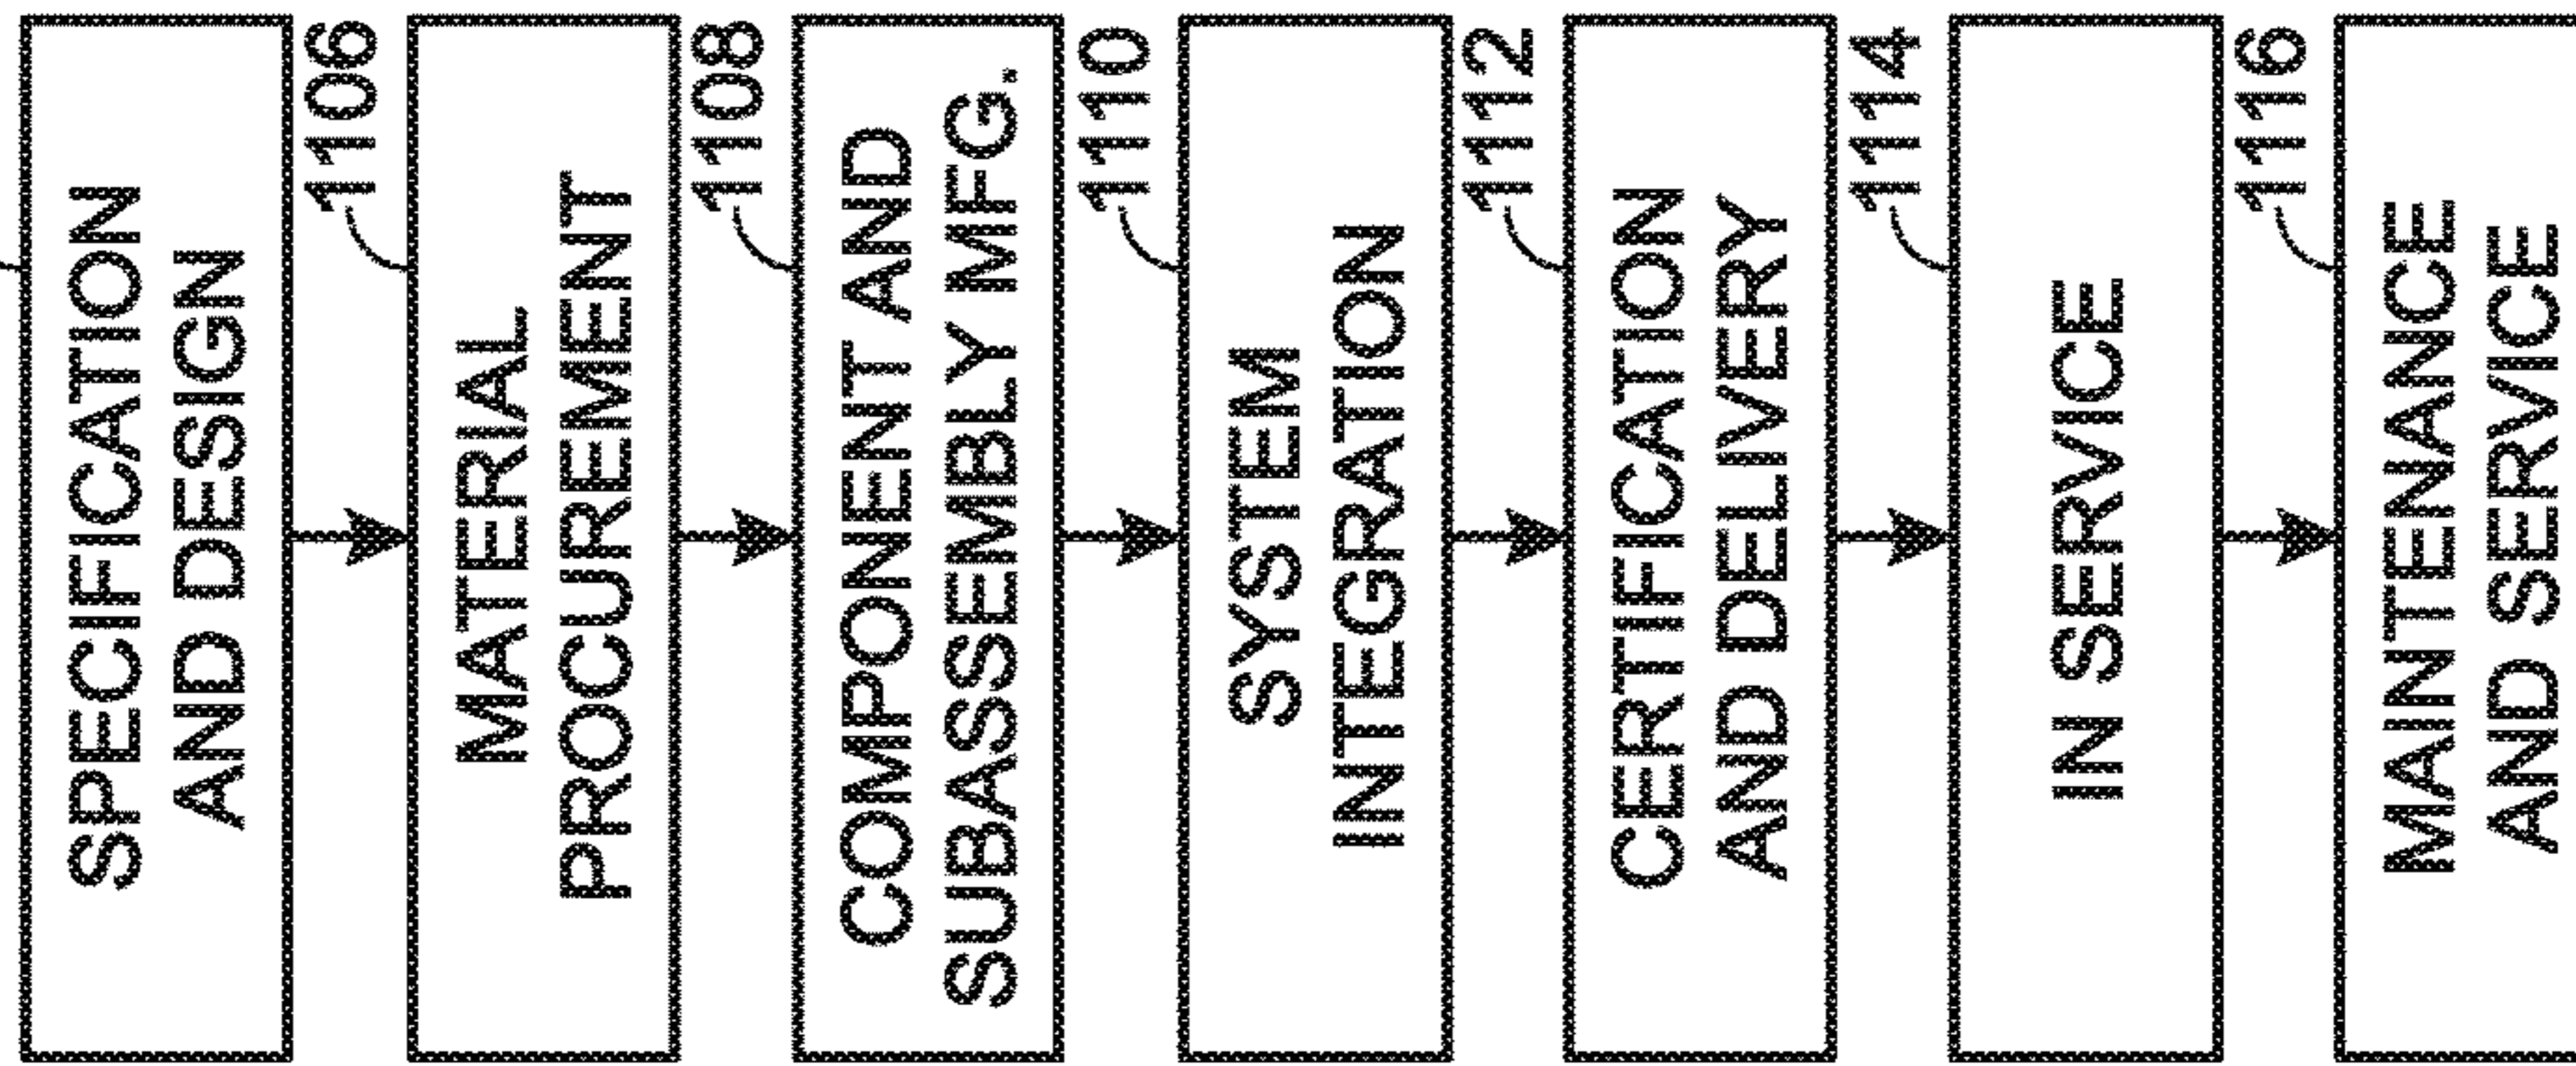 SPECIFICATION
AND DESIGN
1106
MATERIAL
PROCUREMENT
1108
COMPONENT AND
SUBASSEMBLY MFG.
1110
SYSTEM
INTEGRATION
1112
CERTIFICATION
AND DELIVERY
1114
IN SERVICE
1116
MAINTENANCE
AND SERVICE